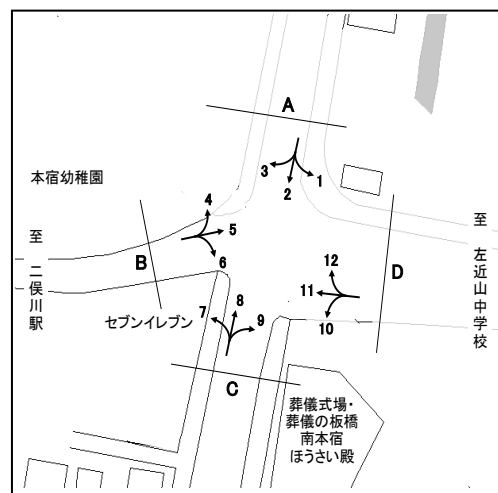 A
3
2
1
本宿幼稚園
4
5
6
B
至 二俣川駅
セブンイレブン
7
8
9
C
12
11
10
D
至 左近山中学校
葬儀式場・
葬儀の板橋
南本宿
ほうさい殿